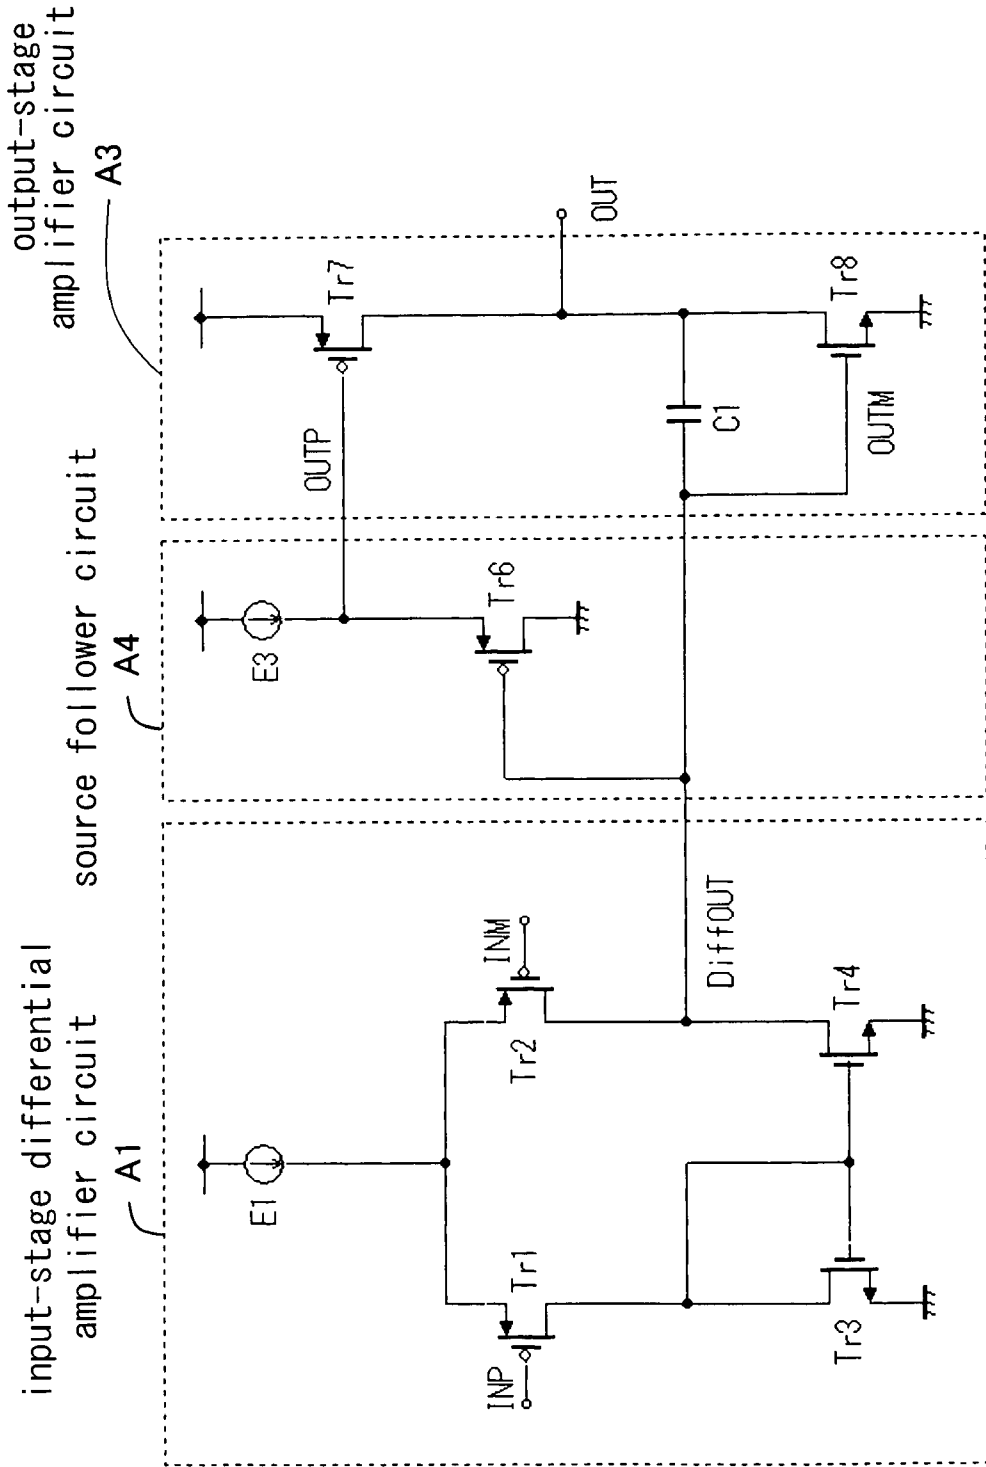 input-stage differential
amplifier circuit
A1
source follower circuit
A4
output-stage
amplifier circuit
A3
E1
E3
Tr7
OUTP
Tr6
OUT
INP
Tr1
Tr2
INM
DiffOUT
C1
OUTM
Tr8
Tr3
Tr4